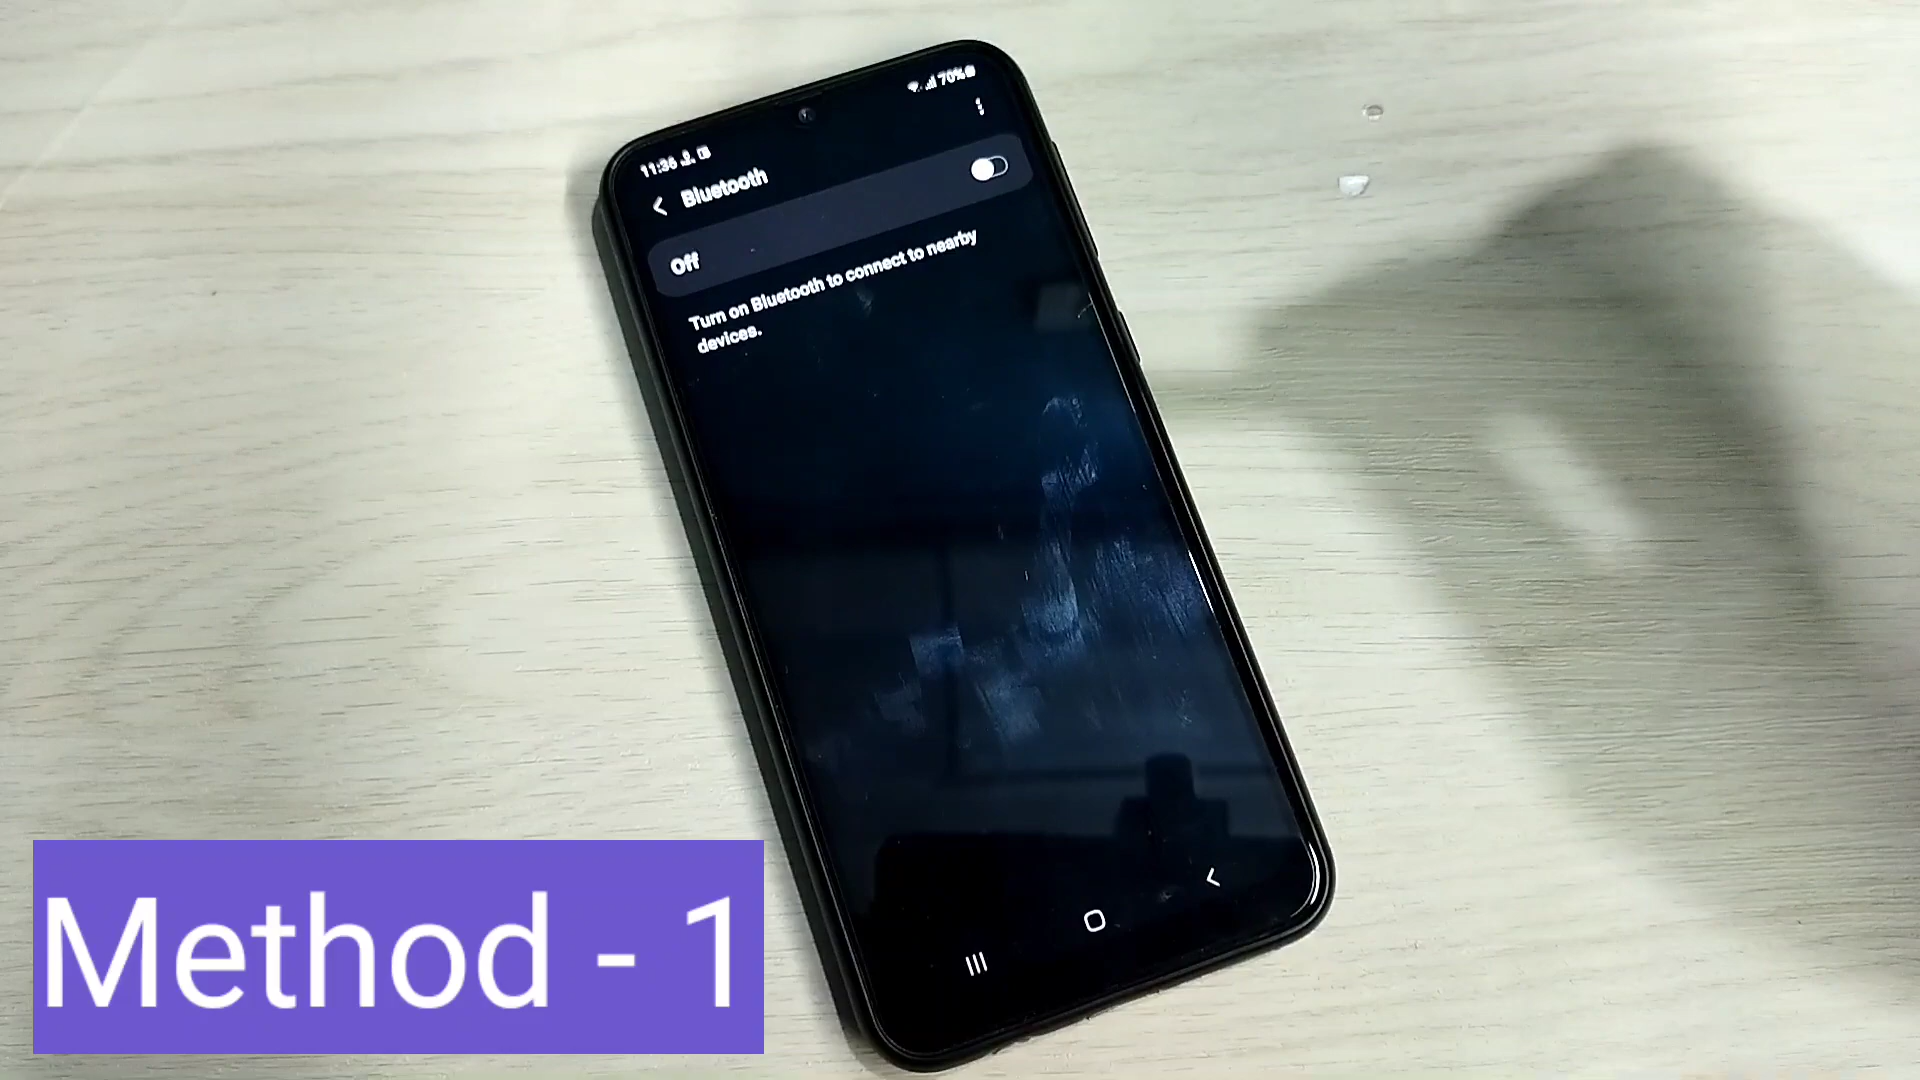 11:36
70%
Bluetooth
Off
Turn on Bluetooth to connect to nearby
devices.
Method - 1